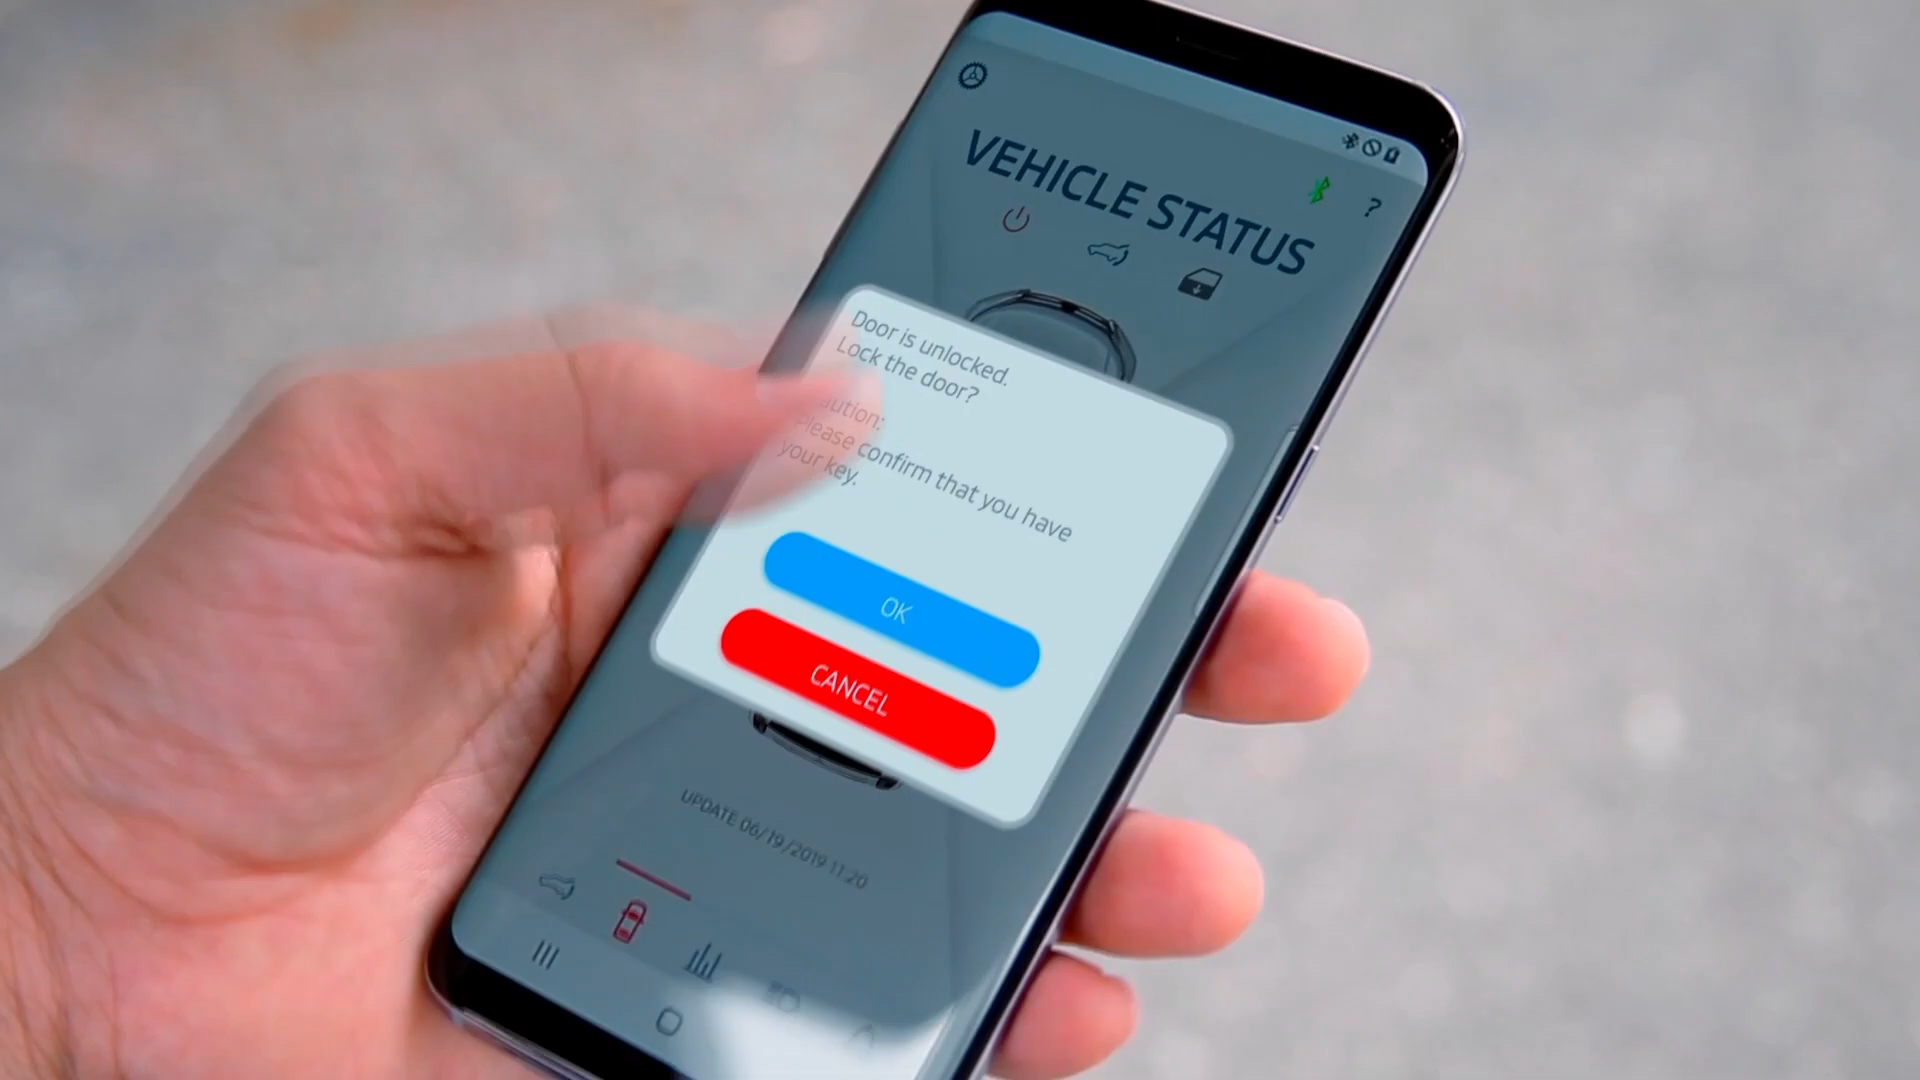 VEHICLE STATUS
?
Door is unlocked.
Lock the door?
Caution:
Please confirm that you have
your key.
OK
CANCEL
UPDATE 06/19/2019 11:20